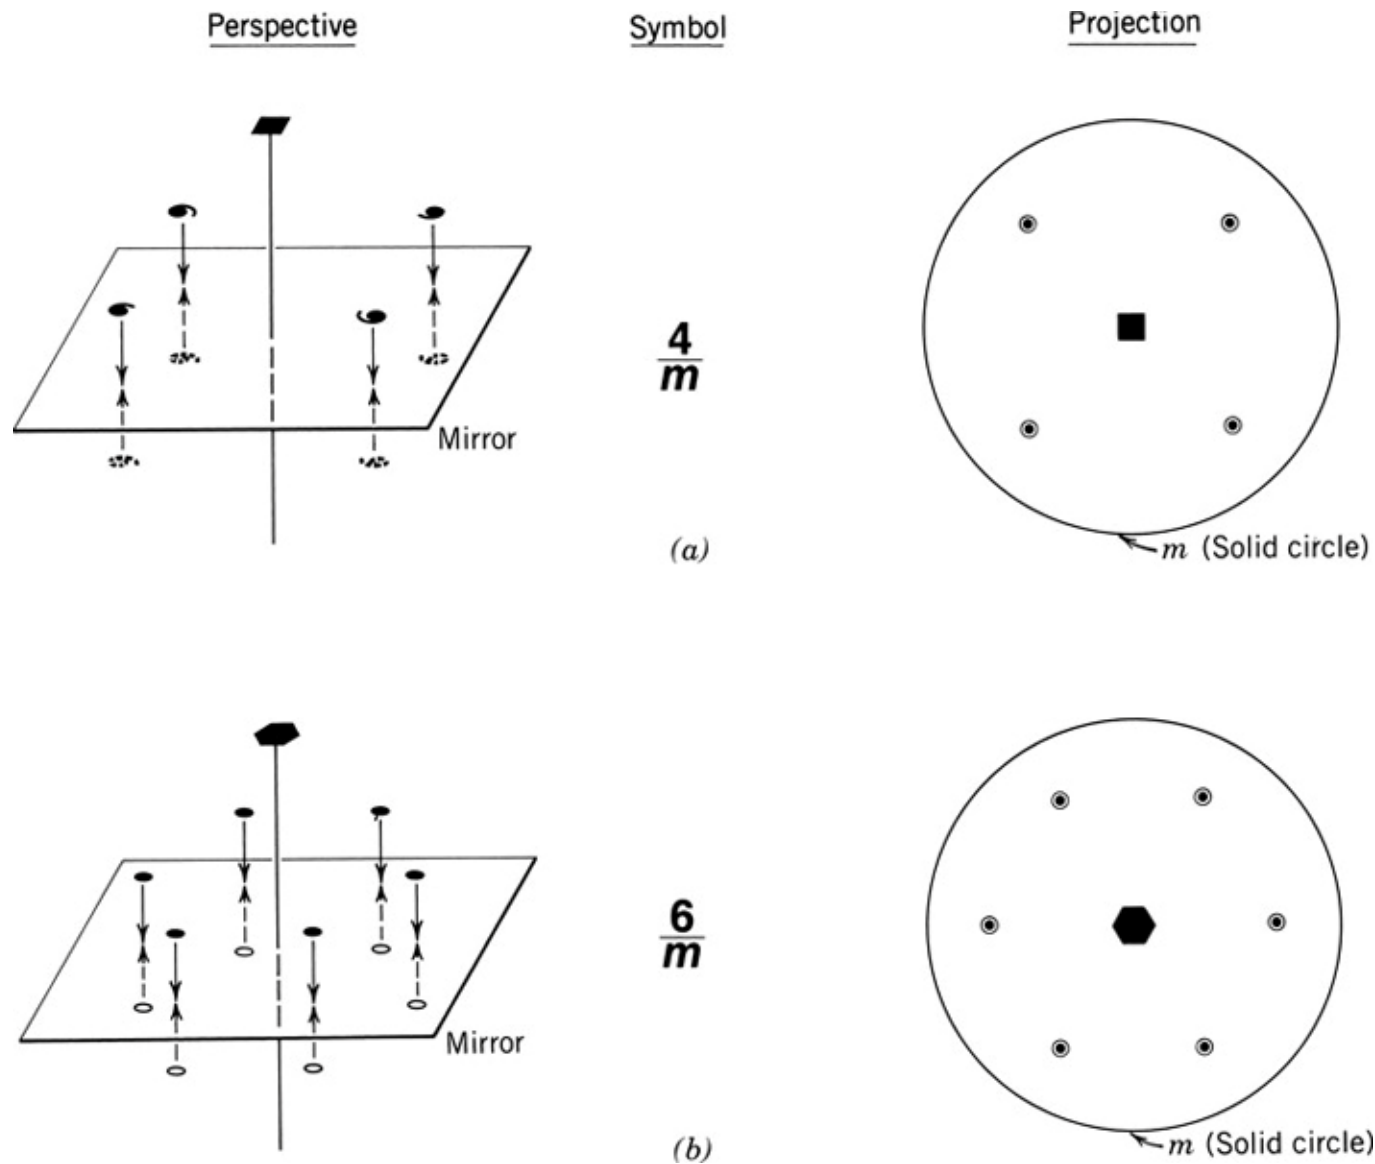 Perspective
Symbol
Projection
4
m
Mirror
m (Solid circle)
(a)
6
m
Mirror
m (Solid circle)
(b)